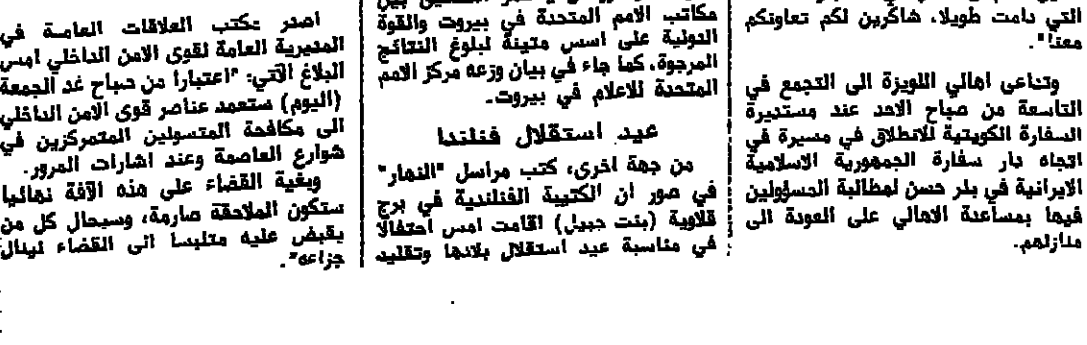 التي دامت طويلا، شاكرين لكم تعاونكم
معنا".
وتداعى اهالي اللويزة الى التجمع في
التاسعة من صباح الاحد عند مستديرة
السفارة الكويتية للانطلاق في مسيرة في
اتجاه دار سفارة الجمهورية الاسلامية
الايرانية في بئر حسن لمطالبة المسؤولين
فيها بمساعدة الاهالي على العودة الى
منازلهم.
مكاتب الامم المتحدة في بيروت والقوة
الدولية على اسس متينة لبلوغ النتائج
المرجوة، كما جاء في بيان وزعه مركز الامم
المتحدة للاعلام في بيروت.
عيد استقلال فنلندا
من جهة اخرى، كتب مراسل "النهار"
في صور ان الكتيبة الفنلندية في برج
قلاوية (بنت جبيل) اقامت امس احتفالا
في مناسبة عيد استقلال بلادها وتقليد
اصدر مكتب العلاقات العامة في
المديرية العامة لقوى الامن الداخلي امس
البلاغ الآتي: "اعتبارا من صباح غد الجمعة
(اليوم) ستعمد عناصر قوى الامن الداخلي
الى مكافحة المتسولين المتمركزين في
شوارع العاصمة وعند اشارات المرور.
وبغية القضاء على هذه الآفة نهائيا
ستكون الملاحقة صارمة، وسيحال كل من
يقبض عليه متلبسا الى القضاء لينال
جزاءه".